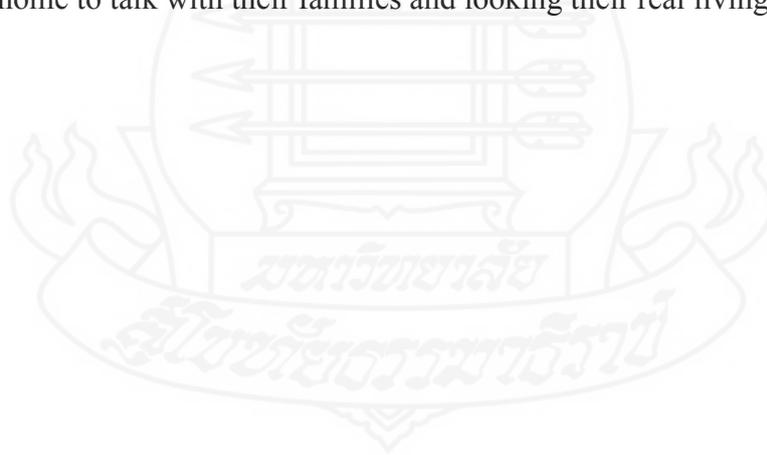 home to talk with their families and looking their real living
มหาวิทยาลัย
สุโขทัยธรรมาธิราช